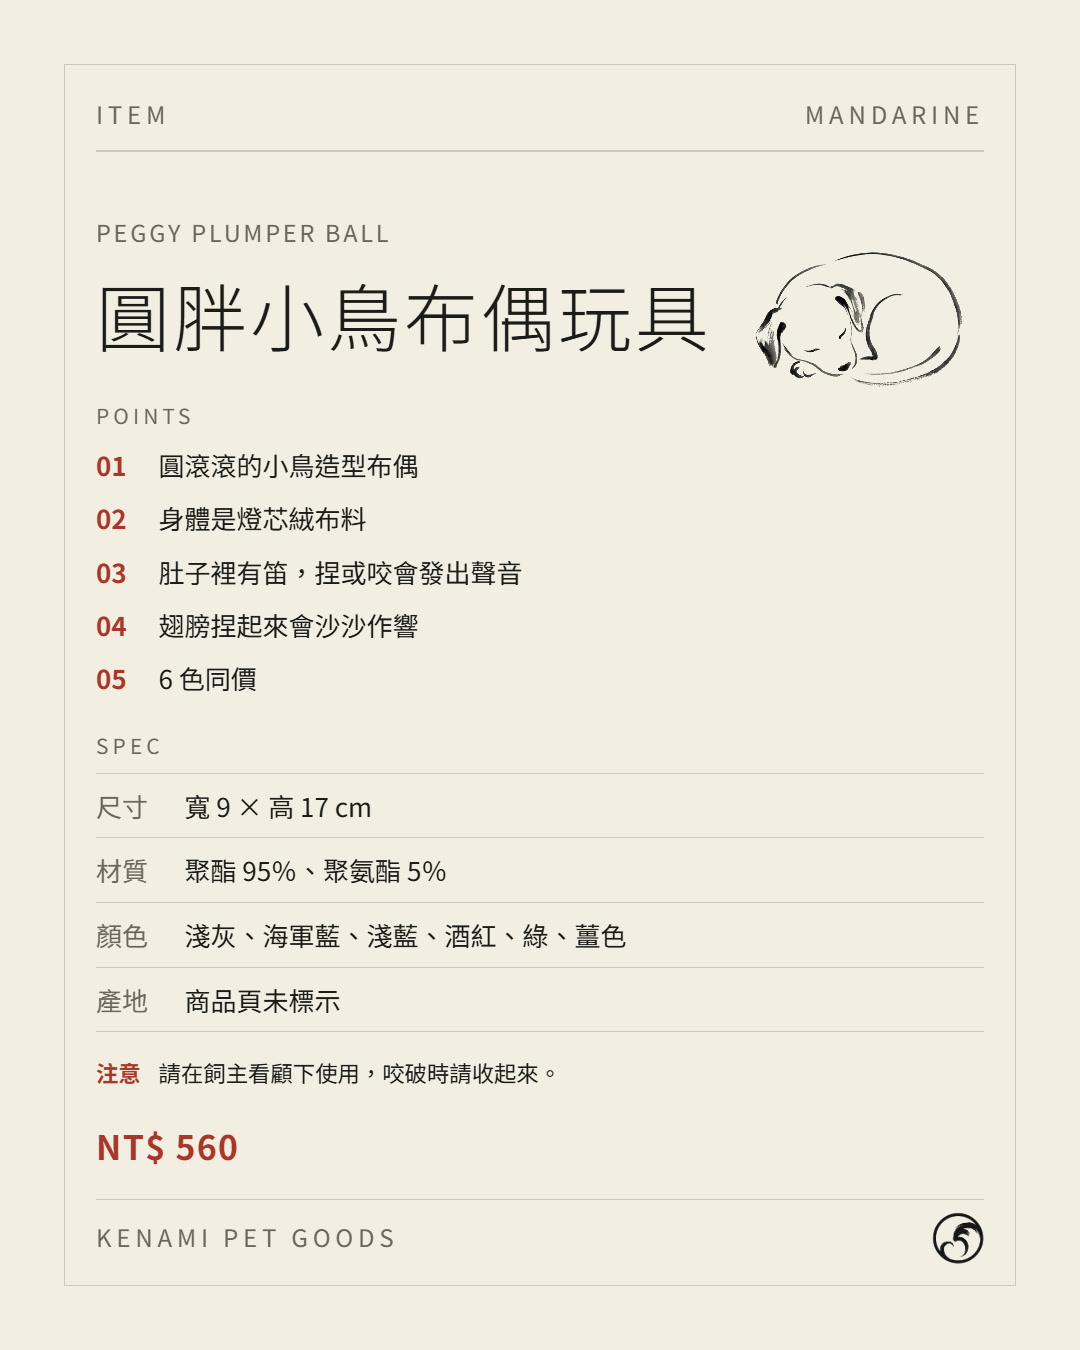 ITEM
MANDARINE
PEGGY PLUMPER BALL
圓胖小鳥布偶玩具
POINTS
01 圓滾滾的小鳥造型布偶
02 身體是燈芯絨布料
03 肚子裡有笛，捏或咬會發出聲音
04 翅膀捏起來會沙沙作響
05 6 色同價
SPEC
尺寸 寬 9 × 高 17 cm
材質 聚酯 95%、聚氨酯 5%
顏色 淺灰、海軍藍、淺藍、酒紅、綠、薑色
產地 商品頁未標示
注意 請在飼主看顧下使用，咬破時請收起來。
NT$ 560
KENAMI PET GOODS